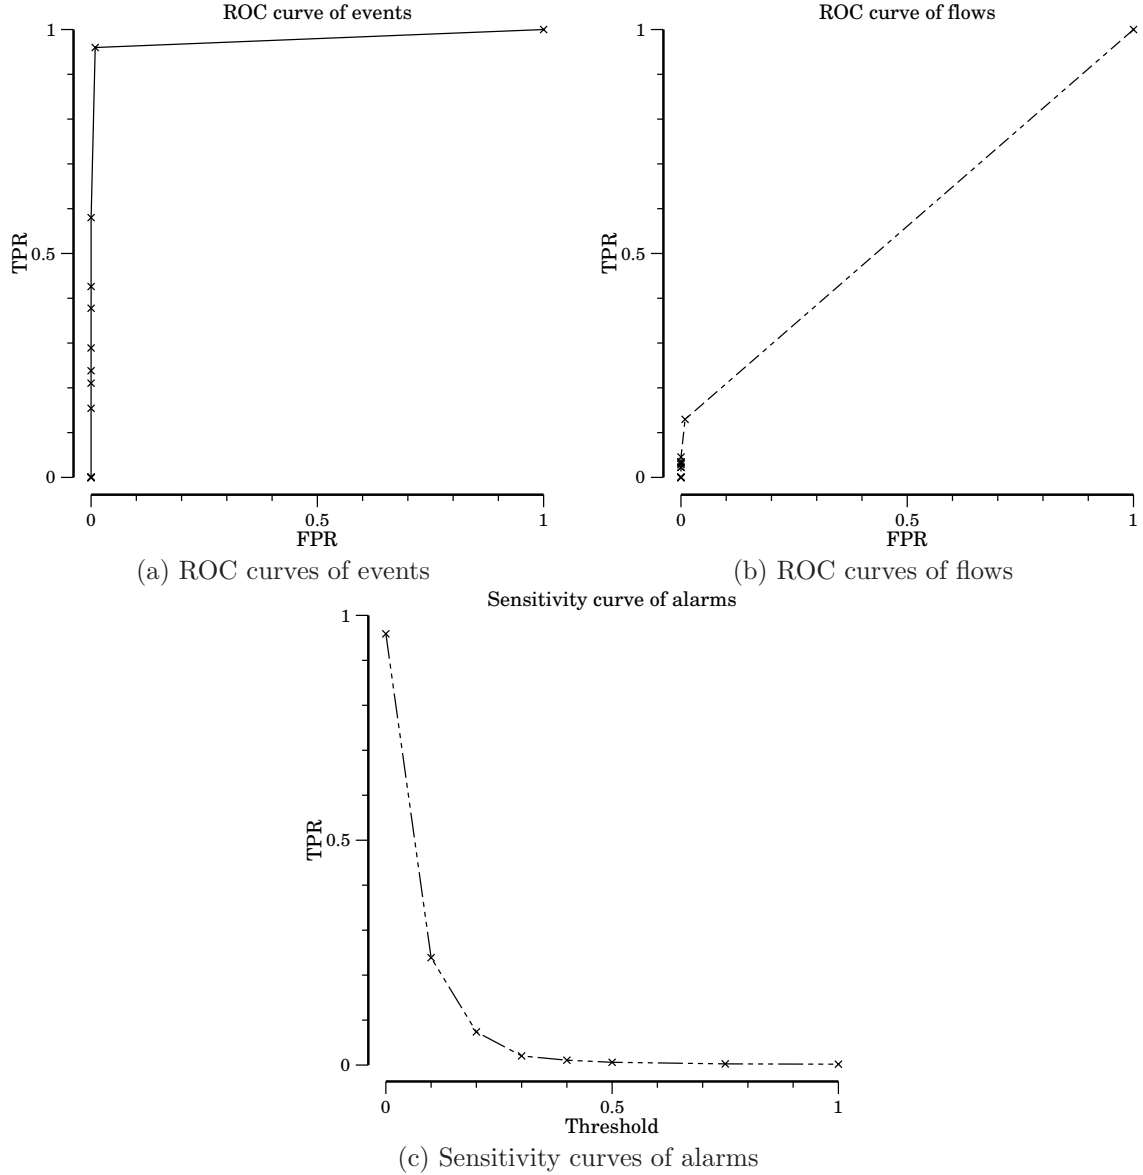 ROC curve of events
1
0.5
0
TPR
0
0.5
1
FPR
(a) ROC curves of events
ROC curve of flows
1
0.5
0
TPR
0
0.5
1
FPR
(b) ROC curves of flows
Sensitivity curve of alarms
1
0.5
0
TPR
0
0.5
1
Threshold
(c) Sensitivity curves of alarms